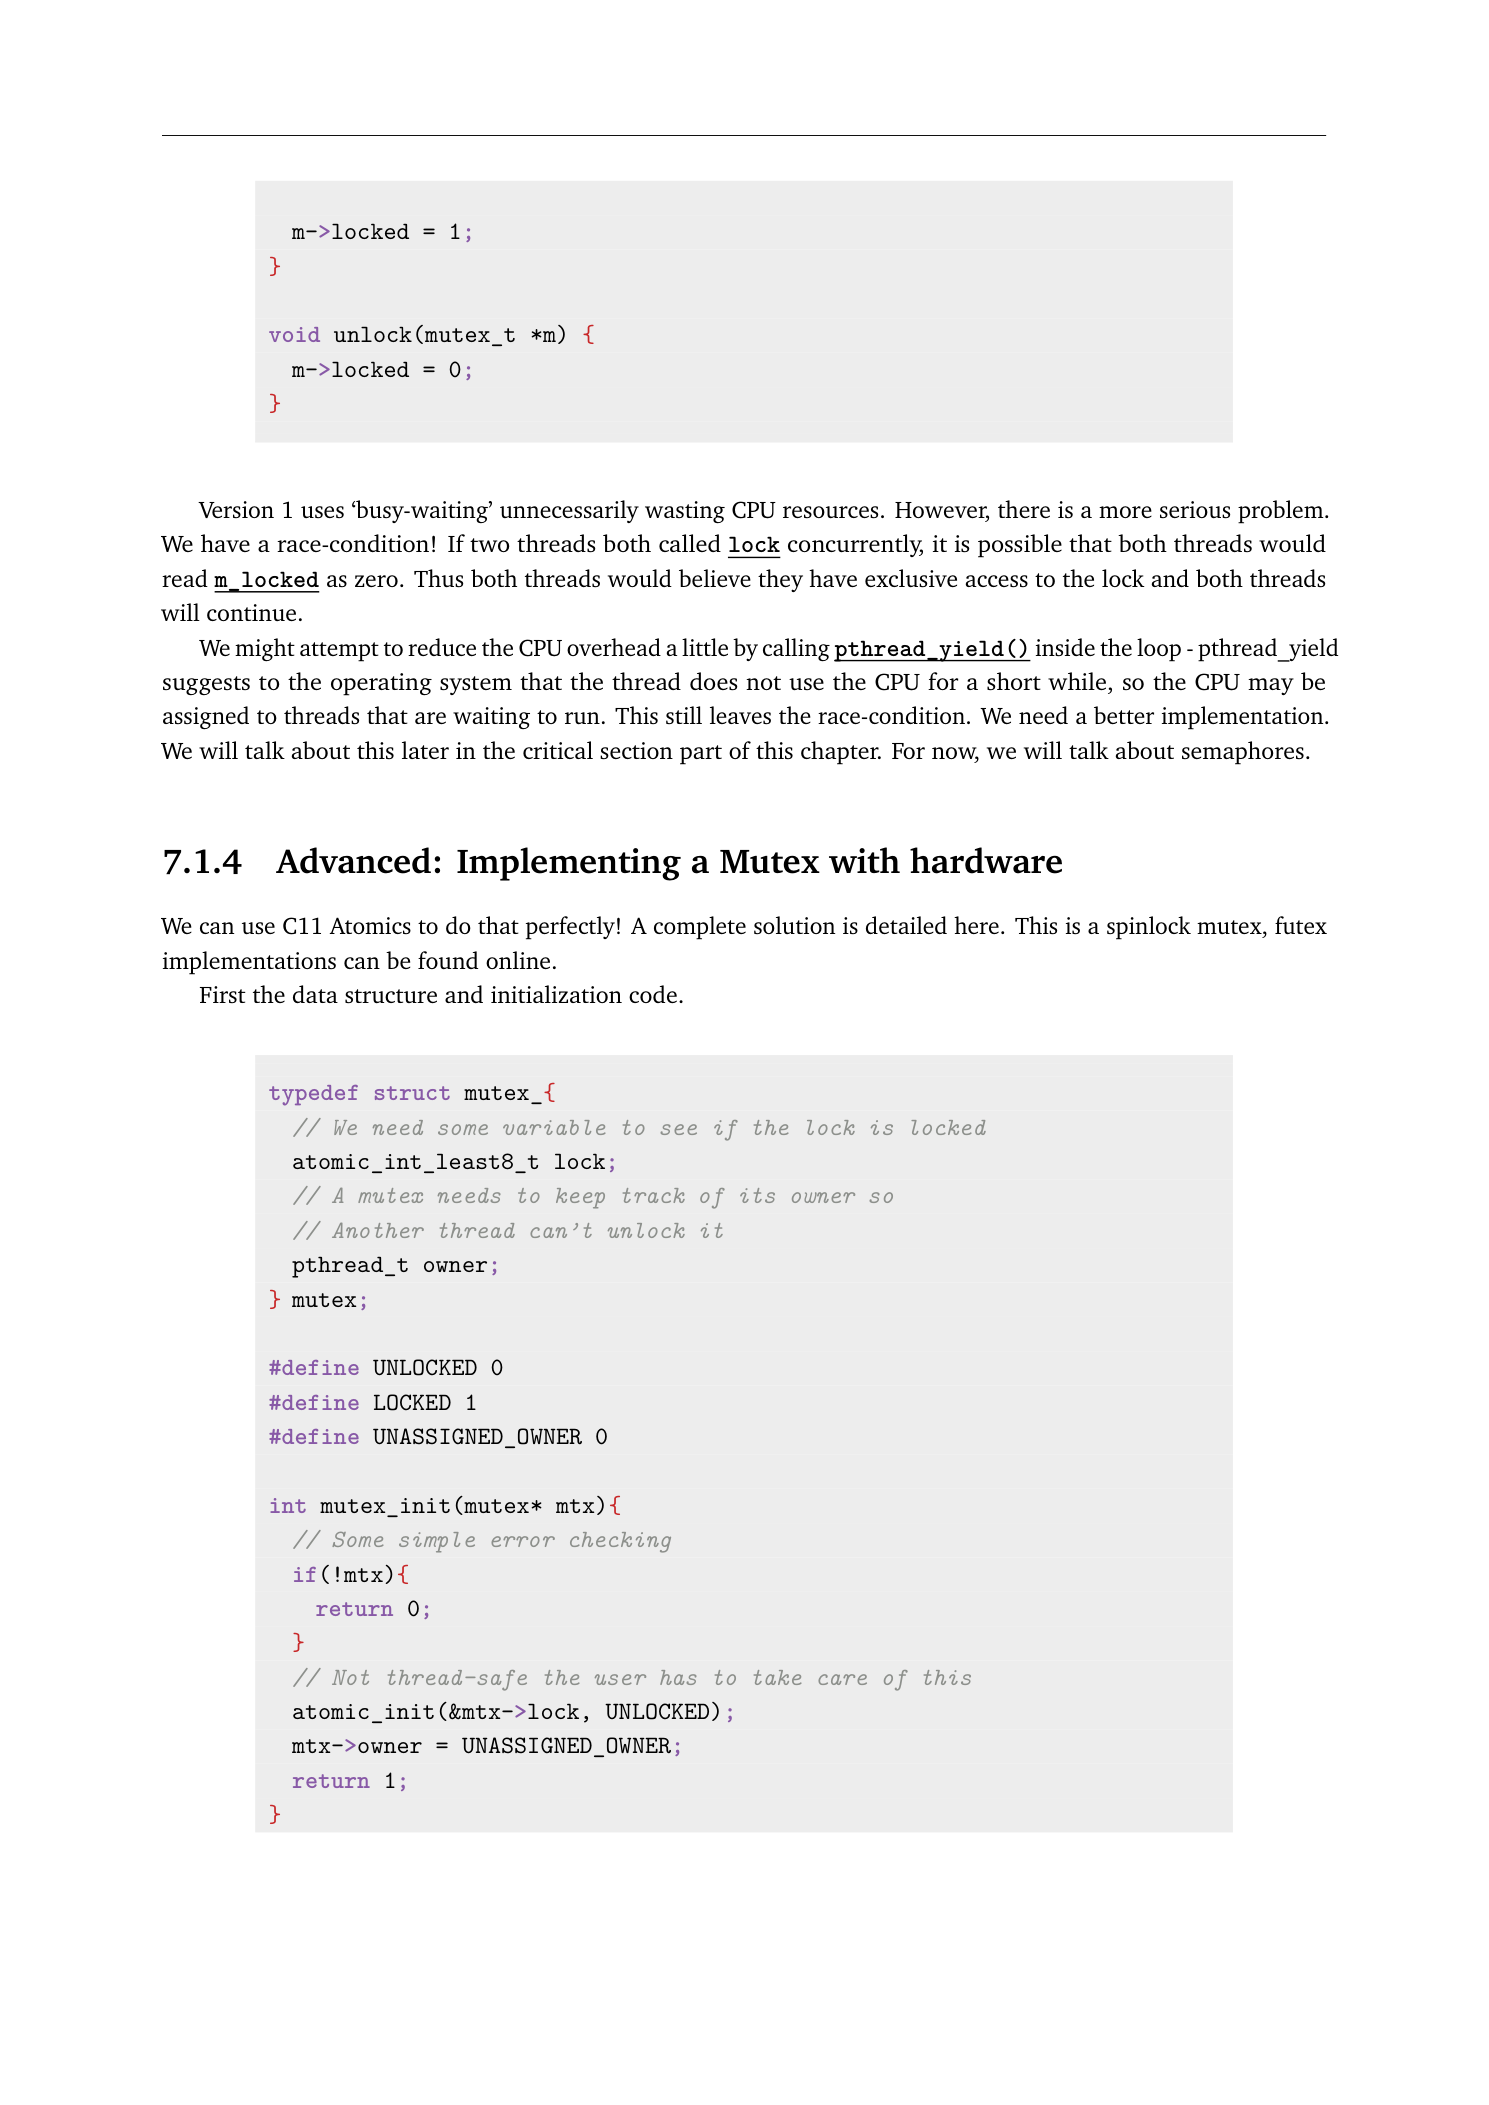 m->locked = 1;
}
void unlock(mutex_t *m) {
m->locked = 0;
}
Version 1 uses ‘busy-waiting’ unnecessarily wasting CPU resources. However, there is a more serious problem.
We have a race-condition! If two threads both called lock concurrently, it is possible that both threads would
read m_locked as zero. Thus both threads would believe they have exclusive access to the lock and both threads
will continue.
We might attempt to reduce the CPU overhead a little by calling pthread_yield() inside the loop - pthread_yield
suggests to the operating system that the thread does not use the CPU for a short while, so the CPU may be
assigned to threads that are waiting to run. This still leaves the race-condition. We need a better implementation.
We will talk about this later in the critical section part of this chapter. For now, we will talk about semaphores.
7.1.4 Advanced: Implementing a Mutex with hardware
We can use C11 Atomics to do that perfectly! A complete solution is detailed here. This is a spinlock mutex, futex
implementations can be found online.
First the data structure and initialization code.
typedef struct mutex_{
// We need some variable to see if the lock is locked
atomic_int_least8_t lock;
// A mutex needs to keep track of its owner so
// Another thread can't unlock it
pthread_t owner;
} mutex;
#define UNLOCKED 0
#define LOCKED 1
#define UNASSIGNED_OWNER 0
int mutex_init(mutex* mtx){
// Some simple error checking
if(!mtx){
return 0;
}
// Not thread-safe the user has to take care of this
atomic_init(&mtx->lock, UNLOCKED);
mtx->owner = UNASSIGNED_OWNER;
return 1;
}